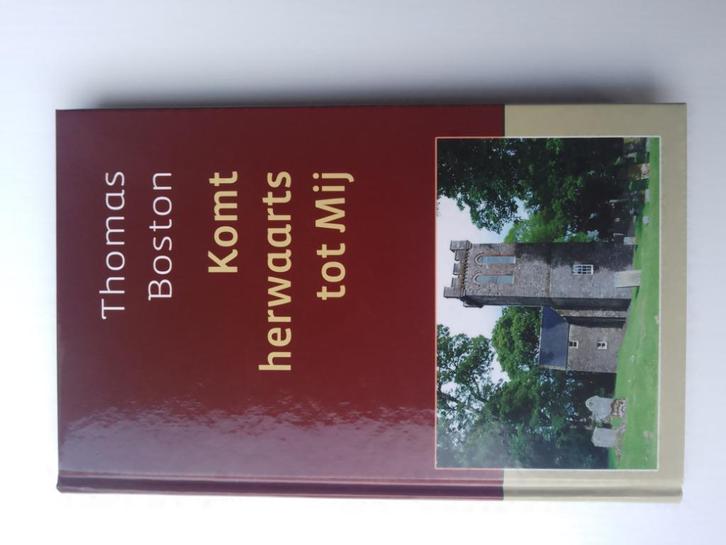 Thomas
Boston
Komt
herwaarts
tot Mij